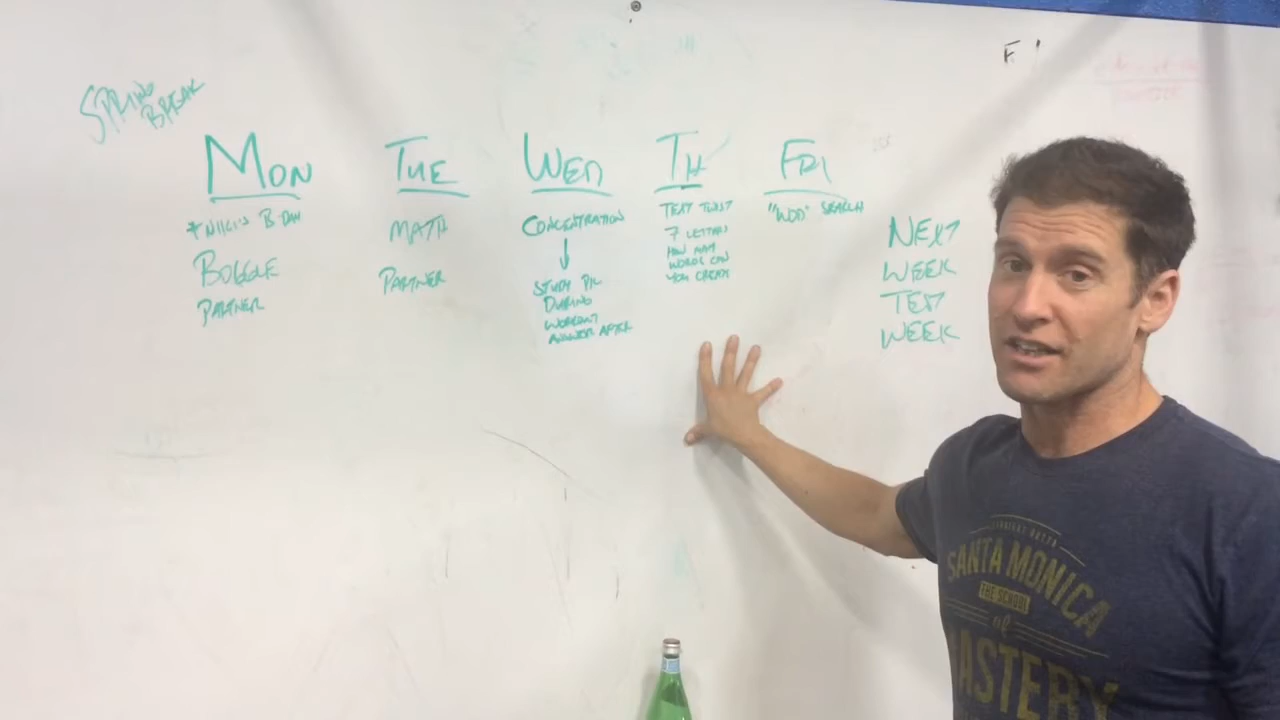 SPRING
BREAK
MON
*NIKI'S B-DAY
BOGGLE
PARTNER
TUE
MATH
PARTNER
WED
CONCENTRATION
↓
STUDY PIC
DURING
WORKOUT
ANSWER AFTER
TH
TEXT TWIST
7 LETTERS
HOW MANY
WORDS CAN
YOU CREATE
FRI
"WOD" SEARCH
NEXT
WEEK
TEST
WEEK
F
SANTA MONICA
THE SCHOOL
of
MASTERY